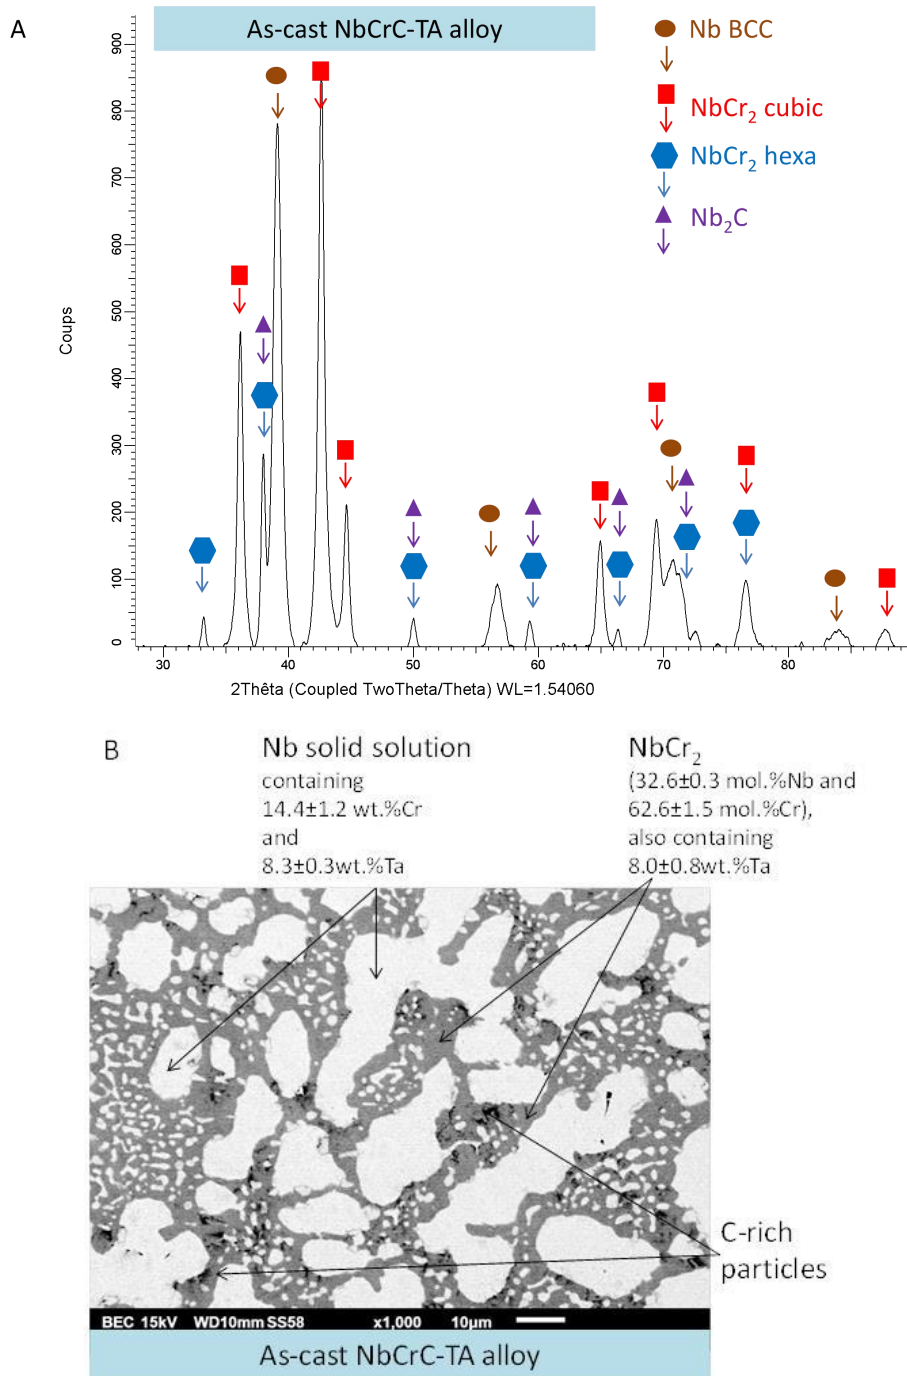 A
As-cast NbCrC-TA alloy
Nb BCC
NbCr₂ cubic
NbCr₂ hexa
Nb₂C
Coups
900
800
700
600
500
400
300
200
100
0
30 40 50 60 70 80
2Thêta (Coupled TwoTheta/Theta) WL=1.54060
B
Nb solid solution
containing
14.4±1.2 wt.%Cr
and
8.3±0.3wt.%Ta
NbCr₂
(32.6±0.3 mol.%Nb and
62.6±1.5 mol.%Cr),
also containing
8.0±0.8wt.%Ta
C-rich
particles
BEC 15kV WD10mm SS58 x1,000 10µm
As-cast NbCrC-TA alloy